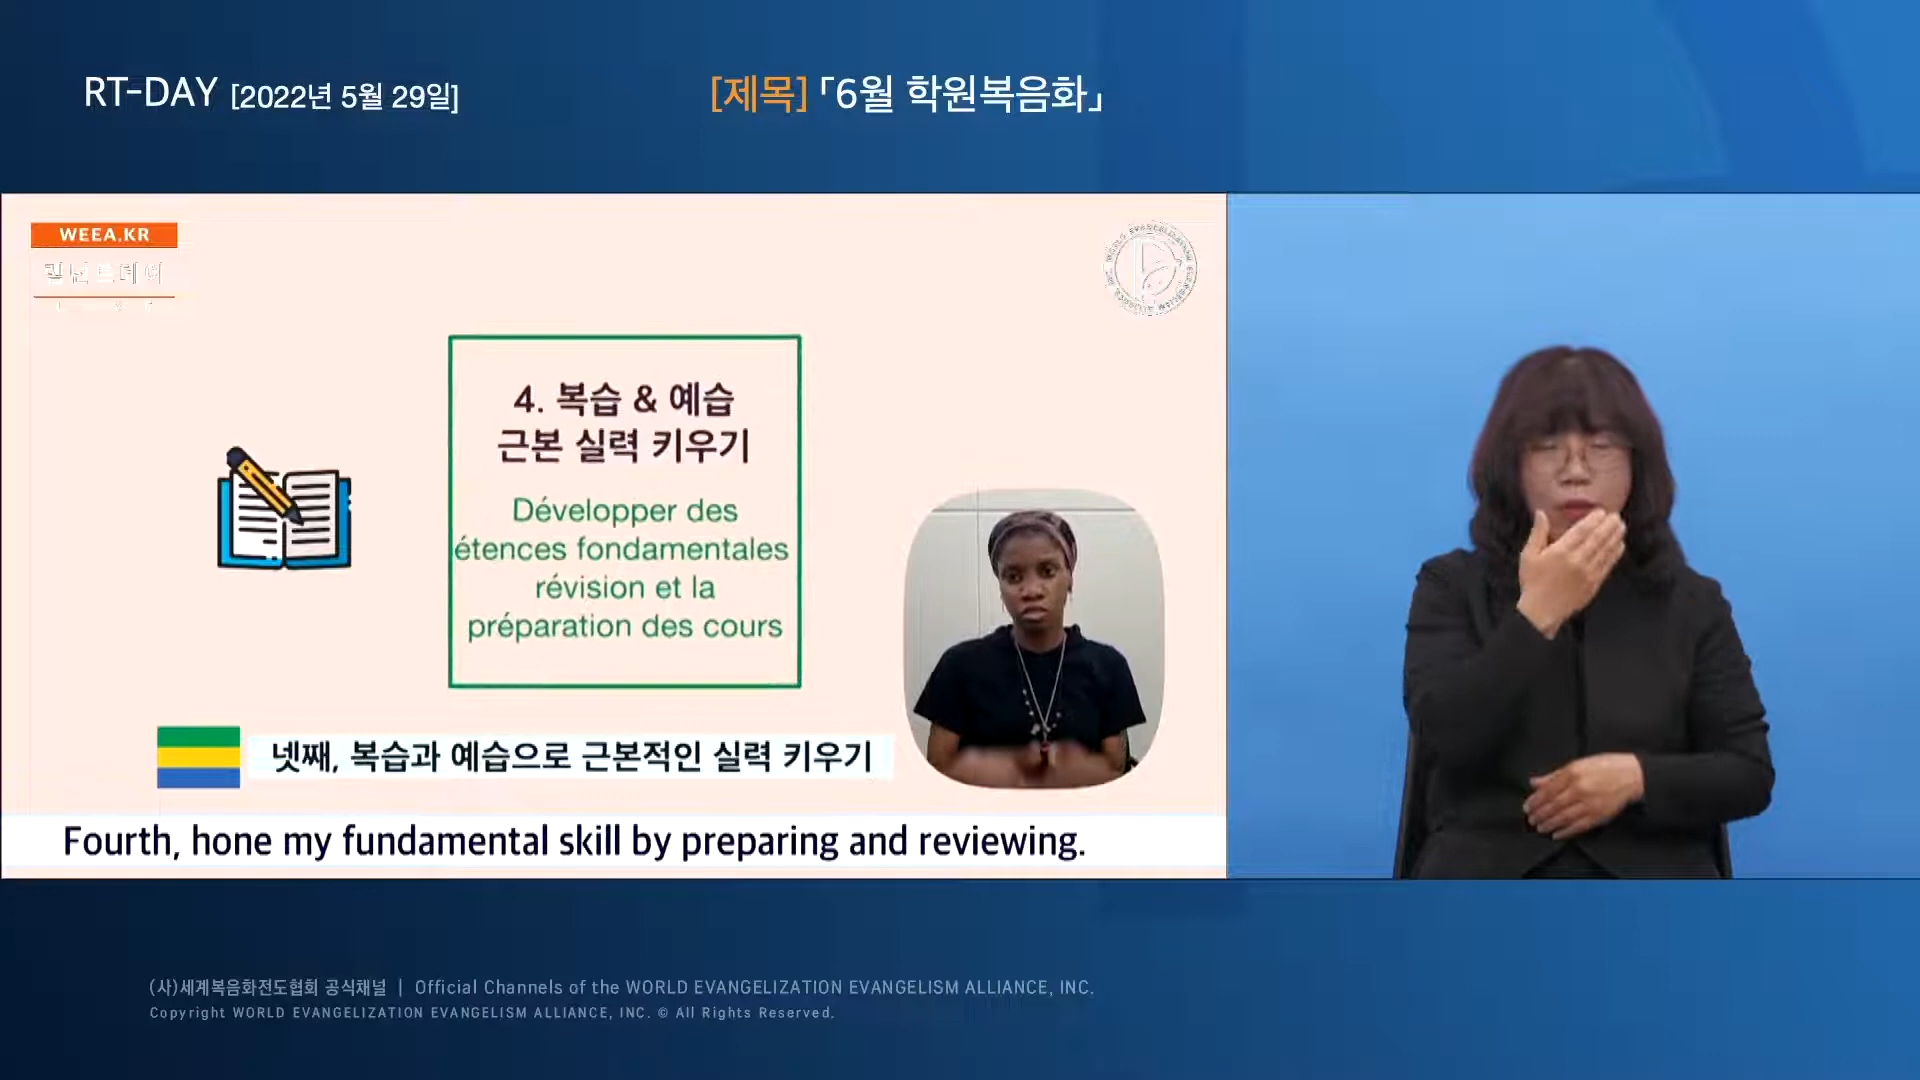 RT-DAY [2022년 5월 29일]
[제목]「6월 학원복음화」
WEEA.KR
렘넌트데이
4. 복습 & 예습
근본 실력 키우기
Développer des
étences fondamentales
révision et la
préparation des cours
넷째, 복습과 예습으로 근본적인 실력 키우기
Fourth, hone my fundamental skill by preparing and reviewing.
(사)세계복음화전도협회 공식채널 | Official Channels of the WORLD EVANGELIZATION EVANGELISM ALLIANCE, INC.
Copyright WORLD EVANGELIZATION EVANGELISM ALLIANCE, INC. © All Rights Reserved.